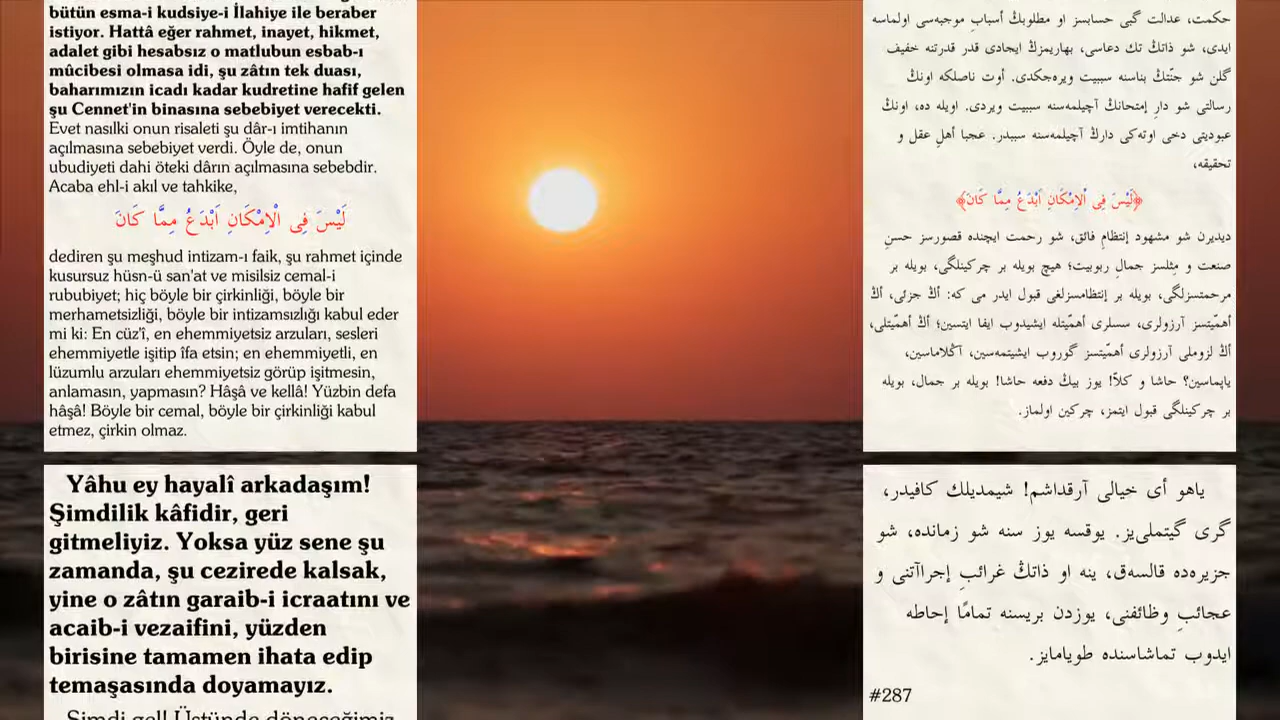 bütün esma-i kudsiye-i İlahiye ile beraber
istiyor. Hattâ eğer rahmet, inayet, hikmet,
adalet gibi hesabsız o matlubun esbab-ı
mûcibesi olmasa idi, şu zâtın tek duası,
baharımızın icadı kadar kudretine hafif gelen
şu Cennet'in binasına sebebiyet verecekti.
Evet nasılki onun risaleti şu dâr-ı imtihanın
açılmasına sebebiyet verdi. Öyle de, onun
ubudiyeti dahi öteki dârın açılmasına sebebdir.
Acaba ehl-i akıl ve tahkike,
لَيْسَ فِى الْاِمْكَانِ اَبْدَعُ مِمَّا كَانَ
dediren şu meşhud intizam-ı faik, şu rahmet içinde
kusursuz hüsn-ü san'at ve misilsiz cemal-i
rububiyet; hiç böyle bir çirkinliği, böyle bir
merhametsizliği, böyle bir intizamsızlığı kabul eder
mi ki: En cüz'î, en ehemmiyetsiz arzuları, sesleri
ehemmiyetle işitip îfa etsin; en ehemmiyetli, en
lüzumlu arzuları ehemmiyetsiz görüp işitmesin,
anlamasın, yapmasın? Hâşâ ve kellâ! Yüzbin defa
hâşâ! Böyle bir cemal, böyle bir çirkinliği kabul
etmez, çirkin olmaz.
Yâhu ey hayalî arkadaşım!
Şimdilik kâfidir, geri
gitmeliyiz. Yoksa yüz sene şu
zamanda, şu cezirede kalsak,
yine o zâtın garaib-i icraatını ve
acaib-i vezaifini, yüzden
birisine tamamen ihata edip
temaşasında doyamayız.
Şimdi gel! Üstünde döneceğimiz
حكمت، عدالت گبى حسابسز او مطلوبڭ أسبابِ موجبه‌سى اولماسه
ايدى، شو ذاتڭ تك دعاسى، بهاريمزڭ ايجادى قدر قدرتنه خفيف
گلن شو جنّتڭ بناسنه سببيت ويره‌جكدى. أوت ناصلكه اونڭ
رسالتى شو دارِ إمتحانڭ آچيلمه‌سنه سببيت ويردى. اويله ده، اونڭ
عبوديتى دخى اوته‌كى دارڭ آچيلمه‌سنه سببدر. عجبا أهلِ عقل و
تحقيقه،
﴿لَيْسَ فِى الْاِمْكَانِ اَبْدَعُ مِمَّا كَانَ﴾
ديديرن شو مشهود إنتظامِ فائق، شو رحمت ايچنده قصورسز حسنِ
صنعت و مِثلسز جمالِ ربوبيت؛ هيچ بويله بر چركينلگى، بويله بر
مرحمتسزلگى، بويله بر إنتظامسزلغى قبول ايدر مى كه: أڭ جزئى، أڭ
أهمّيتسز آرزولرى، سسلرى أهمّيتله ايشيدوب ايفا ايتسين؛ أڭ أهمّيتلى،
أڭ لزوملى آرزولرى أهمّيتسز گوروب ايشيتمه‌سين، آڭلاماسين،
ياپماسين؟ حاشا و كلاّ! يوز بيڭ دفعه حاشا! بويله بر جمال، بويله
بر چركينلگى قبول ايتمز، چركين اولماز.
ياهو أى خيالى آرقداشم! شيمديلك كافيدر،
گرى گيتملى‌يز. يوقسه يوز سنه شو زمانده، شو
جزيره‌ده قالسه‌ق، ينه او ذاتڭ غرائبِ إجراآتنى و
عجائبِ وظائفنى، يوزدن بريسنه تمامًا إحاطه
ايدوب تماشاسنده طويامايز.
#287